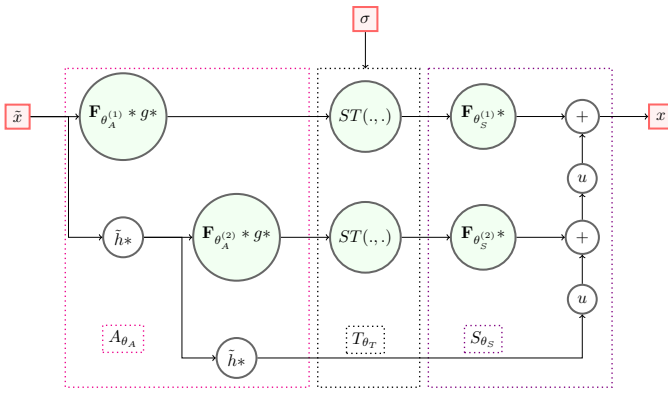 σ
x̃
𝐅_{θ_A^{(1)}} * g*
ST(.,.)
𝐅_{θ_S^{(1)}}*
+
x
u
h̃*
𝐅_{θ_A^{(2)}} * g*
ST(.,.)
𝐅_{θ_S^{(2)}}*
+
u
A_{θ_A}
T_{θ_T}
S_{θ_S}
h̃*